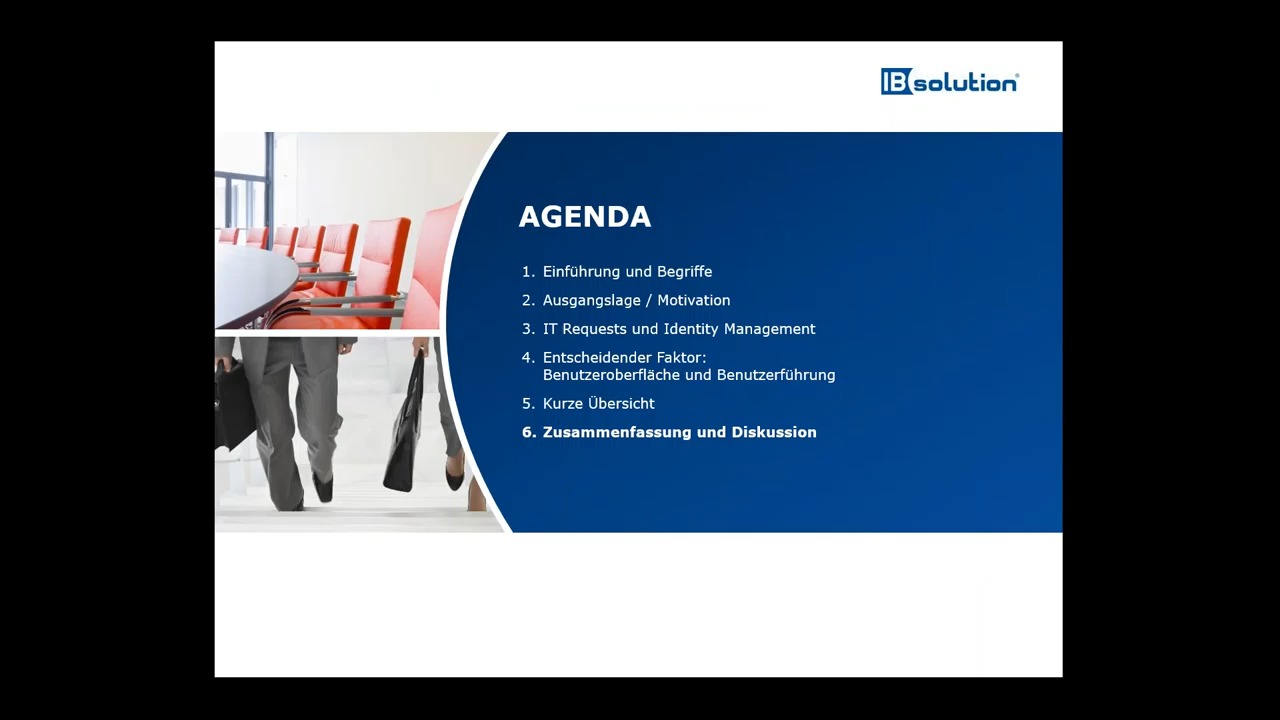 IBsolution®
AGENDA
1. Einführung und Begriffe
2. Ausgangslage / Motivation
3. IT Requests und Identity Management
4. Entscheidender Faktor:
Benutzeroberfläche und Benutzerführung
5. Kurze Übersicht
6. Zusammenfassung und Diskussion